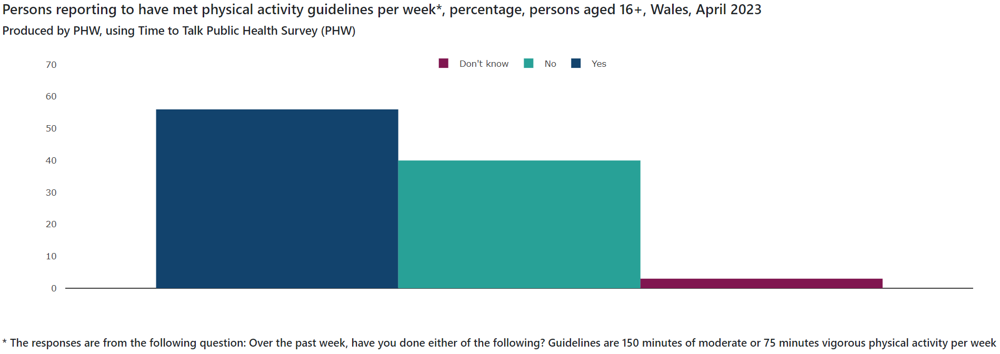 Persons reporting to have met physical activity guidelines per week*, percentage, persons aged 16+, Wales, April 2023
Produced by PHW, using Time to Talk Public Health Survey (PHW)
Don't know No Yes
70
60
50
40
30
20
10
0
* The responses are from the following question: Over the past week, have you done either of the following? Guidelines are 150 minutes of moderate or 75 minutes vigorous physical activity per week